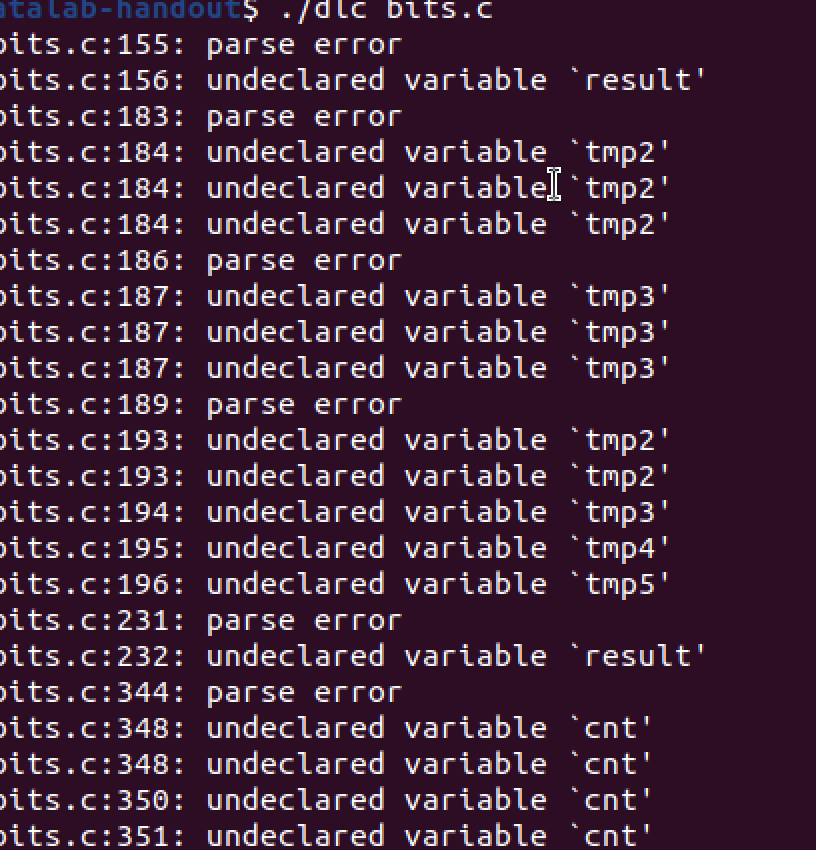 atalab-handout$ ./dlc bits.c
bits.c:155: parse error
bits.c:156: undeclared variable `result'
bits.c:183: parse error
bits.c:184: undeclared variable `tmp2'
bits.c:184: undeclared variable `tmp2'
bits.c:184: undeclared variable `tmp2'
bits.c:186: parse error
bits.c:187: undeclared variable `tmp3'
bits.c:187: undeclared variable `tmp3'
bits.c:187: undeclared variable `tmp3'
bits.c:189: parse error
bits.c:193: undeclared variable `tmp2'
bits.c:193: undeclared variable `tmp2'
bits.c:194: undeclared variable `tmp3'
bits.c:195: undeclared variable `tmp4'
bits.c:196: undeclared variable `tmp5'
bits.c:231: parse error
bits.c:232: undeclared variable `result'
bits.c:344: parse error
bits.c:348: undeclared variable `cnt'
bits.c:348: undeclared variable `cnt'
bits.c:350: undeclared variable `cnt'
bits.c:351: undeclared variable `cnt'